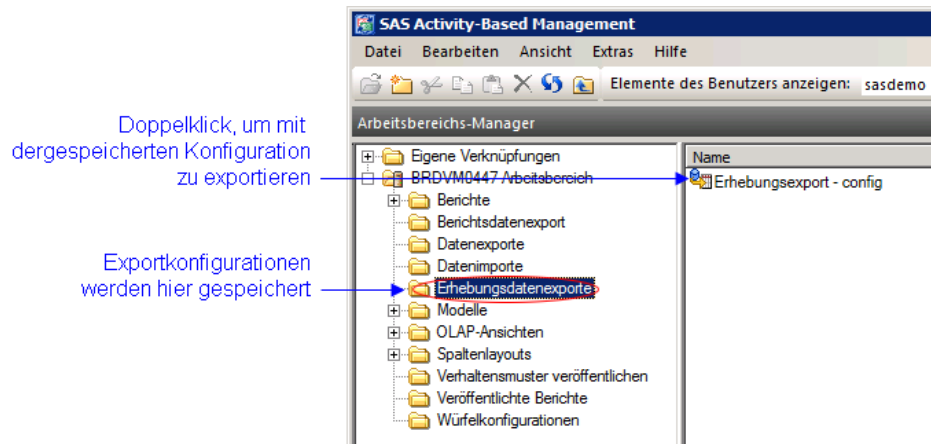 SAS Activity-Based Management
Datei Bearbeiten Ansicht Extras Hilfe
Elemente des Benutzers anzeigen: sasdemo
Arbeitsbereichs-Manager
Doppelklick, um mit
dergespeicherten Konfiguration
zu exportieren
Exportkonfigurationen
werden hier gespeichert
Eigene Verknüpfungen
BRDVM0447 Arbeitsbereich
Berichte
Berichtsdatenexport
Datenexporte
Datenimporte
Erhebungsdatenexporte
Modelle
OLAP-Ansichten
Spaltenlayouts
Verhaltensmuster veröffentlichen
Veröffentlichte Berichte
Würfelkonfigurationen
Name
Erhebungsexport - config